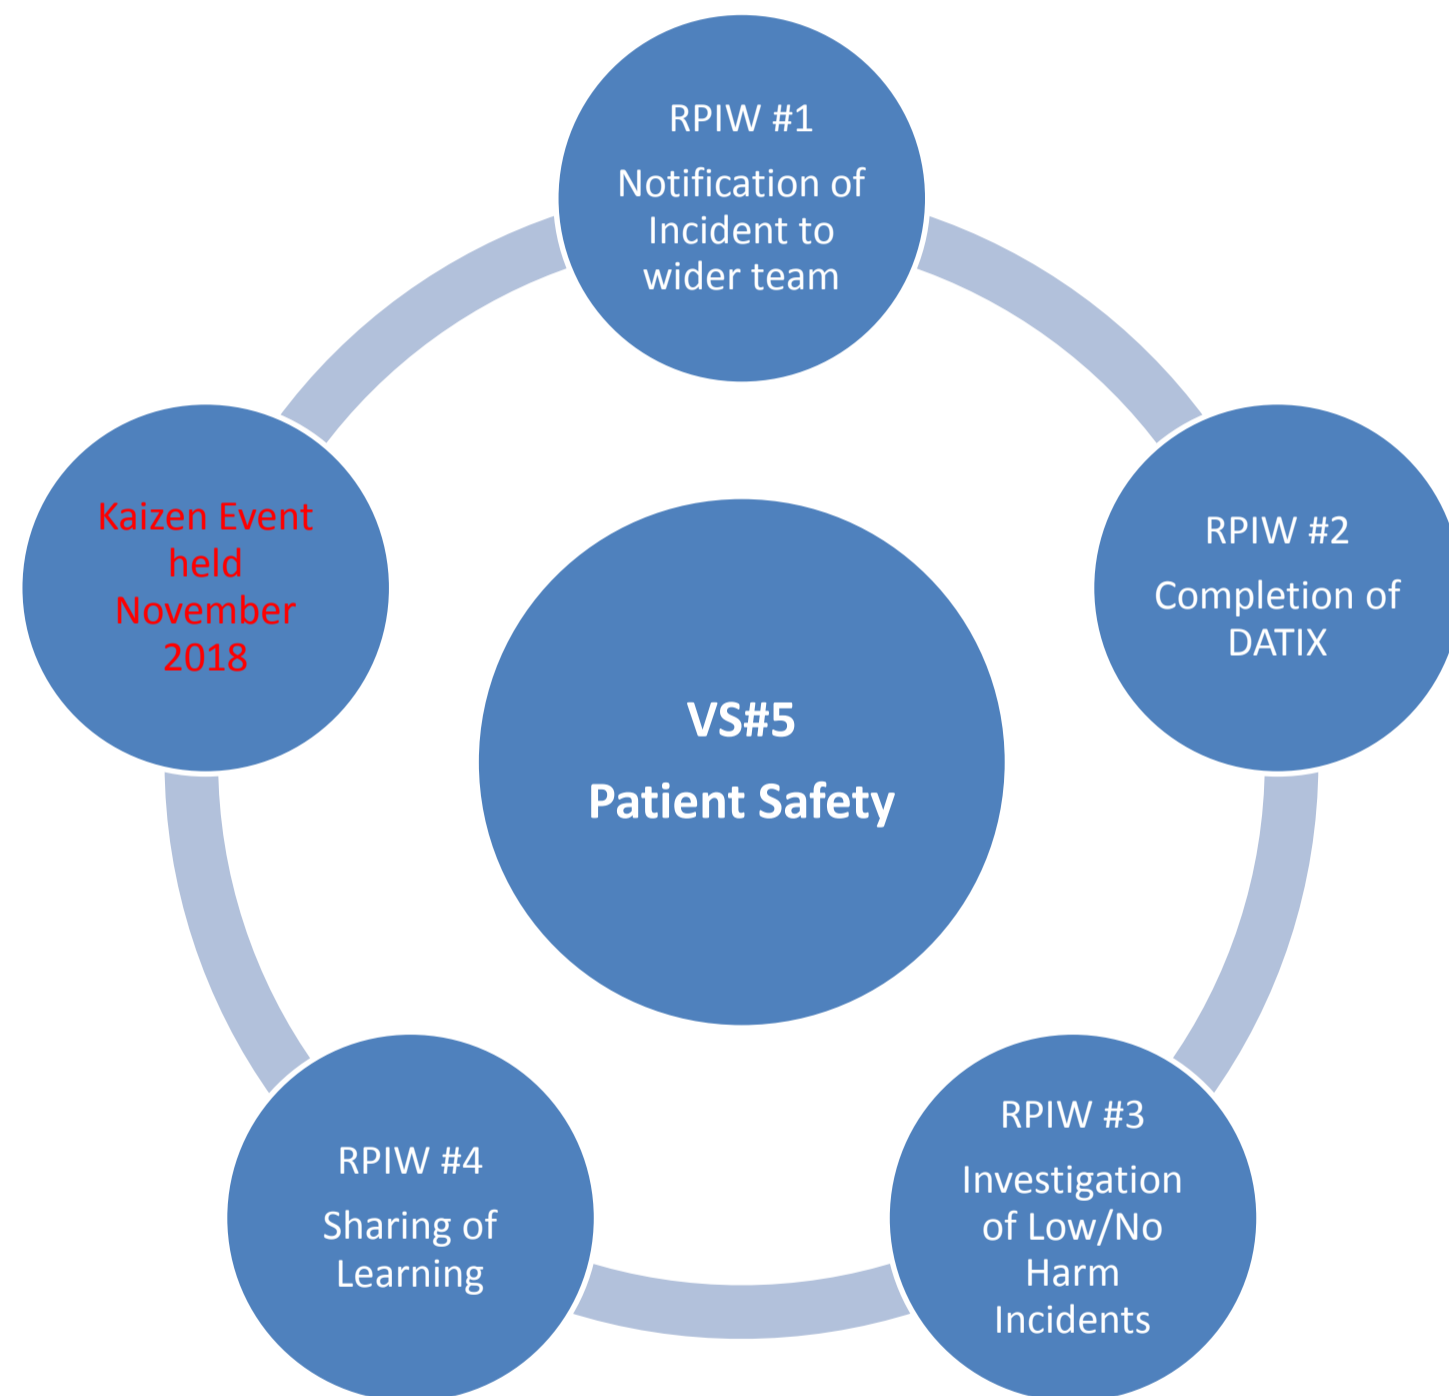 RPIW #1
Notification of
Incident to
wider team
RPIW #2
Completion of
DATIX
RPIW #3
Investigation
of Low/No
Harm
Incidents
RPIW #4
Sharing of
Learning
Kaizen Event
held
November
2018
VS#5
Patient Safety